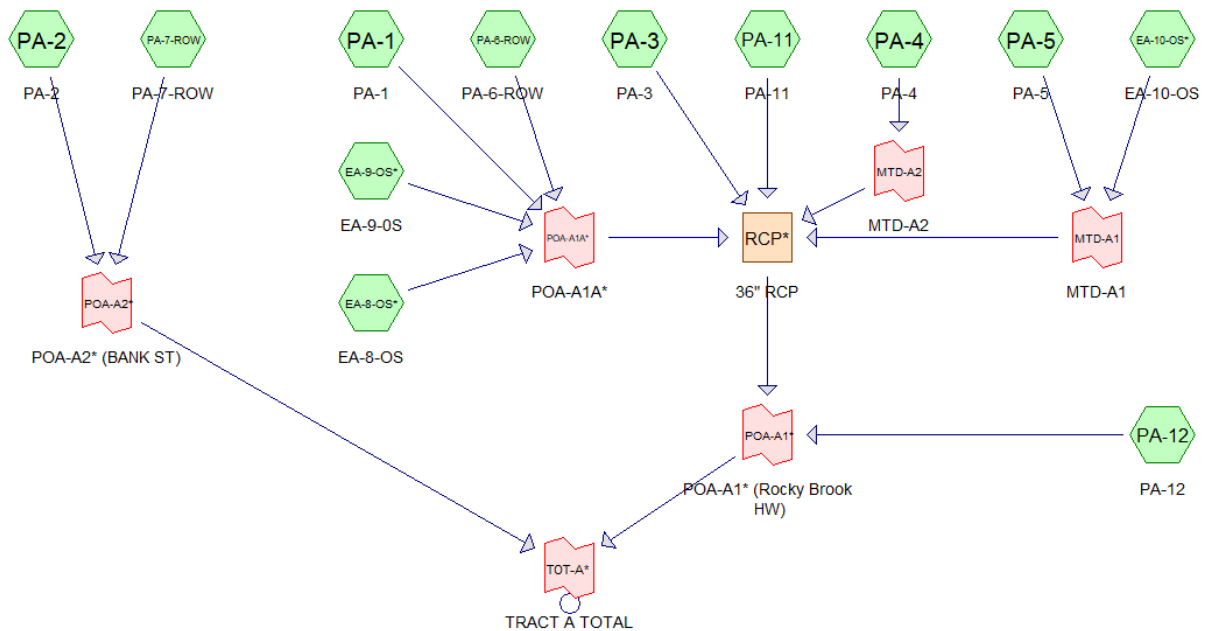 PA-2
PA-7-ROW
PA-1
PA-6-ROW
PA-3
PA-11
PA-4
PA-5
EA-10-OS*
PA-2
PA-7-ROW
PA-1
PA-6-ROW
PA-3
PA-11
PA-4
PA-5
EA-10-OS
EA-9-OS*
MTD-A2
EA-9-0S
MTD-A2
POA-A1A*
RCP*
MTD-A1
POA-A2*
EA-8-OS*
POA-A1A*
36" RCP
MTD-A1
POA-A2* (BANK ST)
EA-8-OS
POA-A1*
PA-12
POA-A1* (Rocky Brook
HW)
PA-12
TOT-A*
TRACT A TOTAL